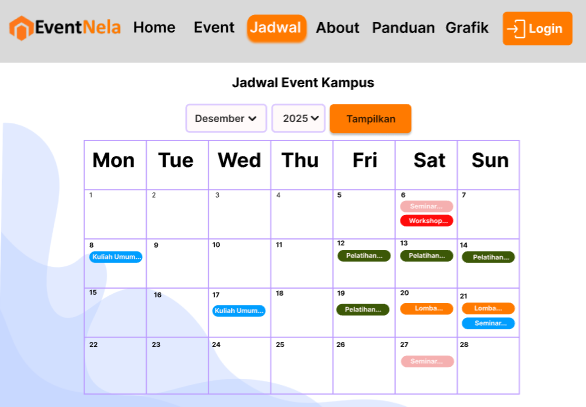 EventNela Home Event Jadwal About Panduan Grafik Login
Jadwal Event Kampus
Desember 2025 Tampilkan
Mon Tue Wed Thu Fri Sat Sun
1 2 3 4 5 6 7
Seminar...
Workshop...
8 9 10 11 12 13 14
Kuliah Umum... Pelatihan... Pelatihan... Pelatihan...
15 16 17 18 19 20 21
Kuliah Umum... Pelatihan... Lomba... Lomba...
Seminar...
22 23 24 25 26 27 28
Seminar...